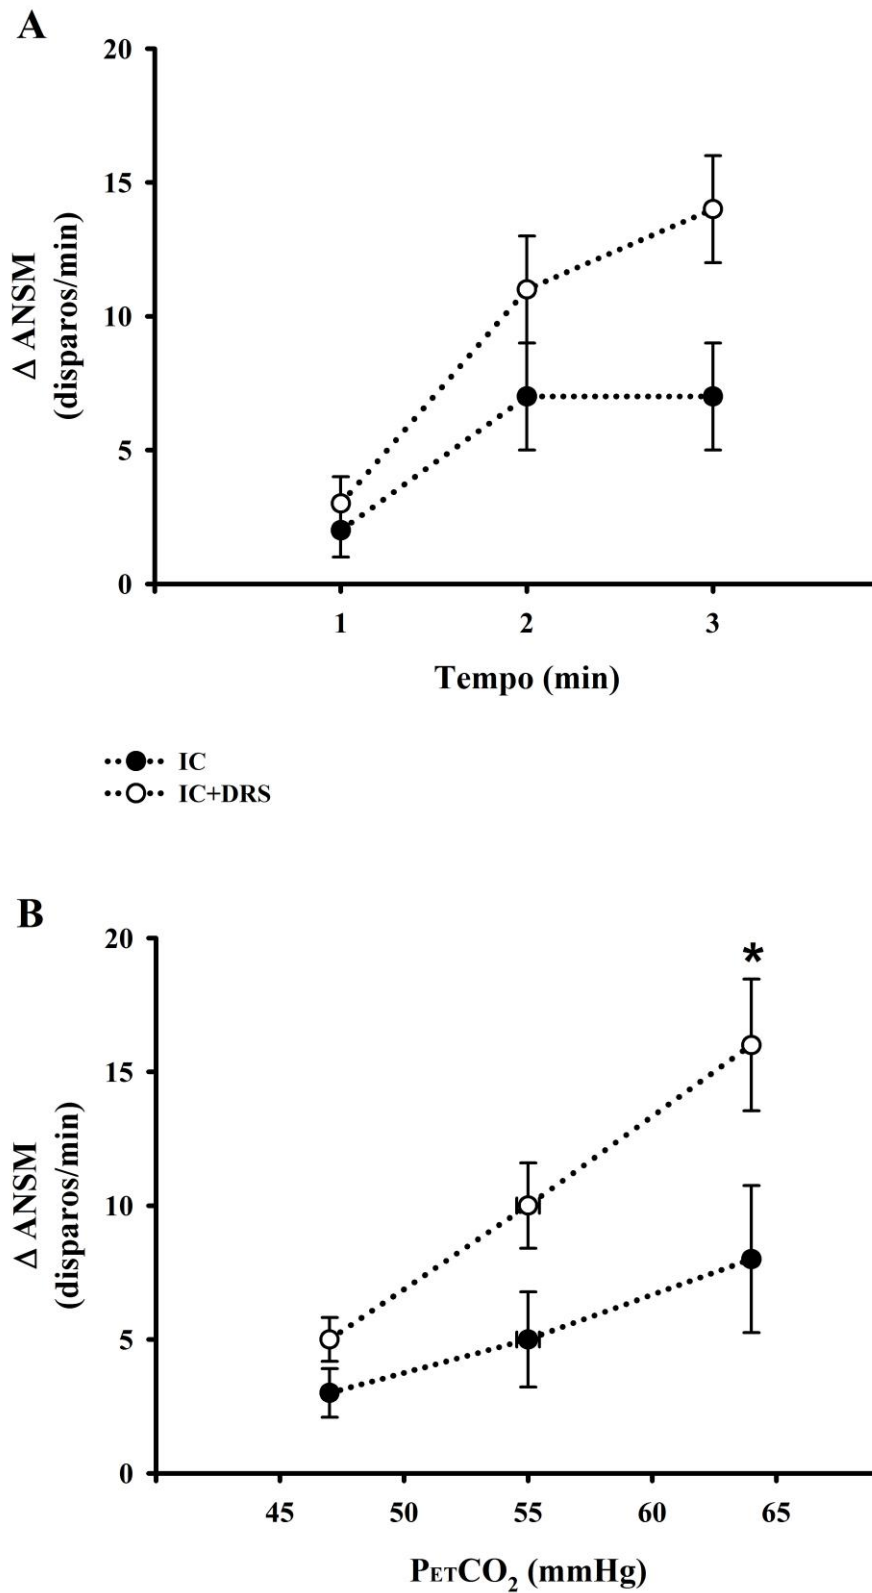 A
20
15
10
5
0
Δ ANSM
(disparos/min)
1 2 3
Tempo (min)
IC
IC+DRS
B
20
15
10
5
0
Δ ANSM
(disparos/min)
*
45 50 55 60 65
PETCO₂ (mmHg)